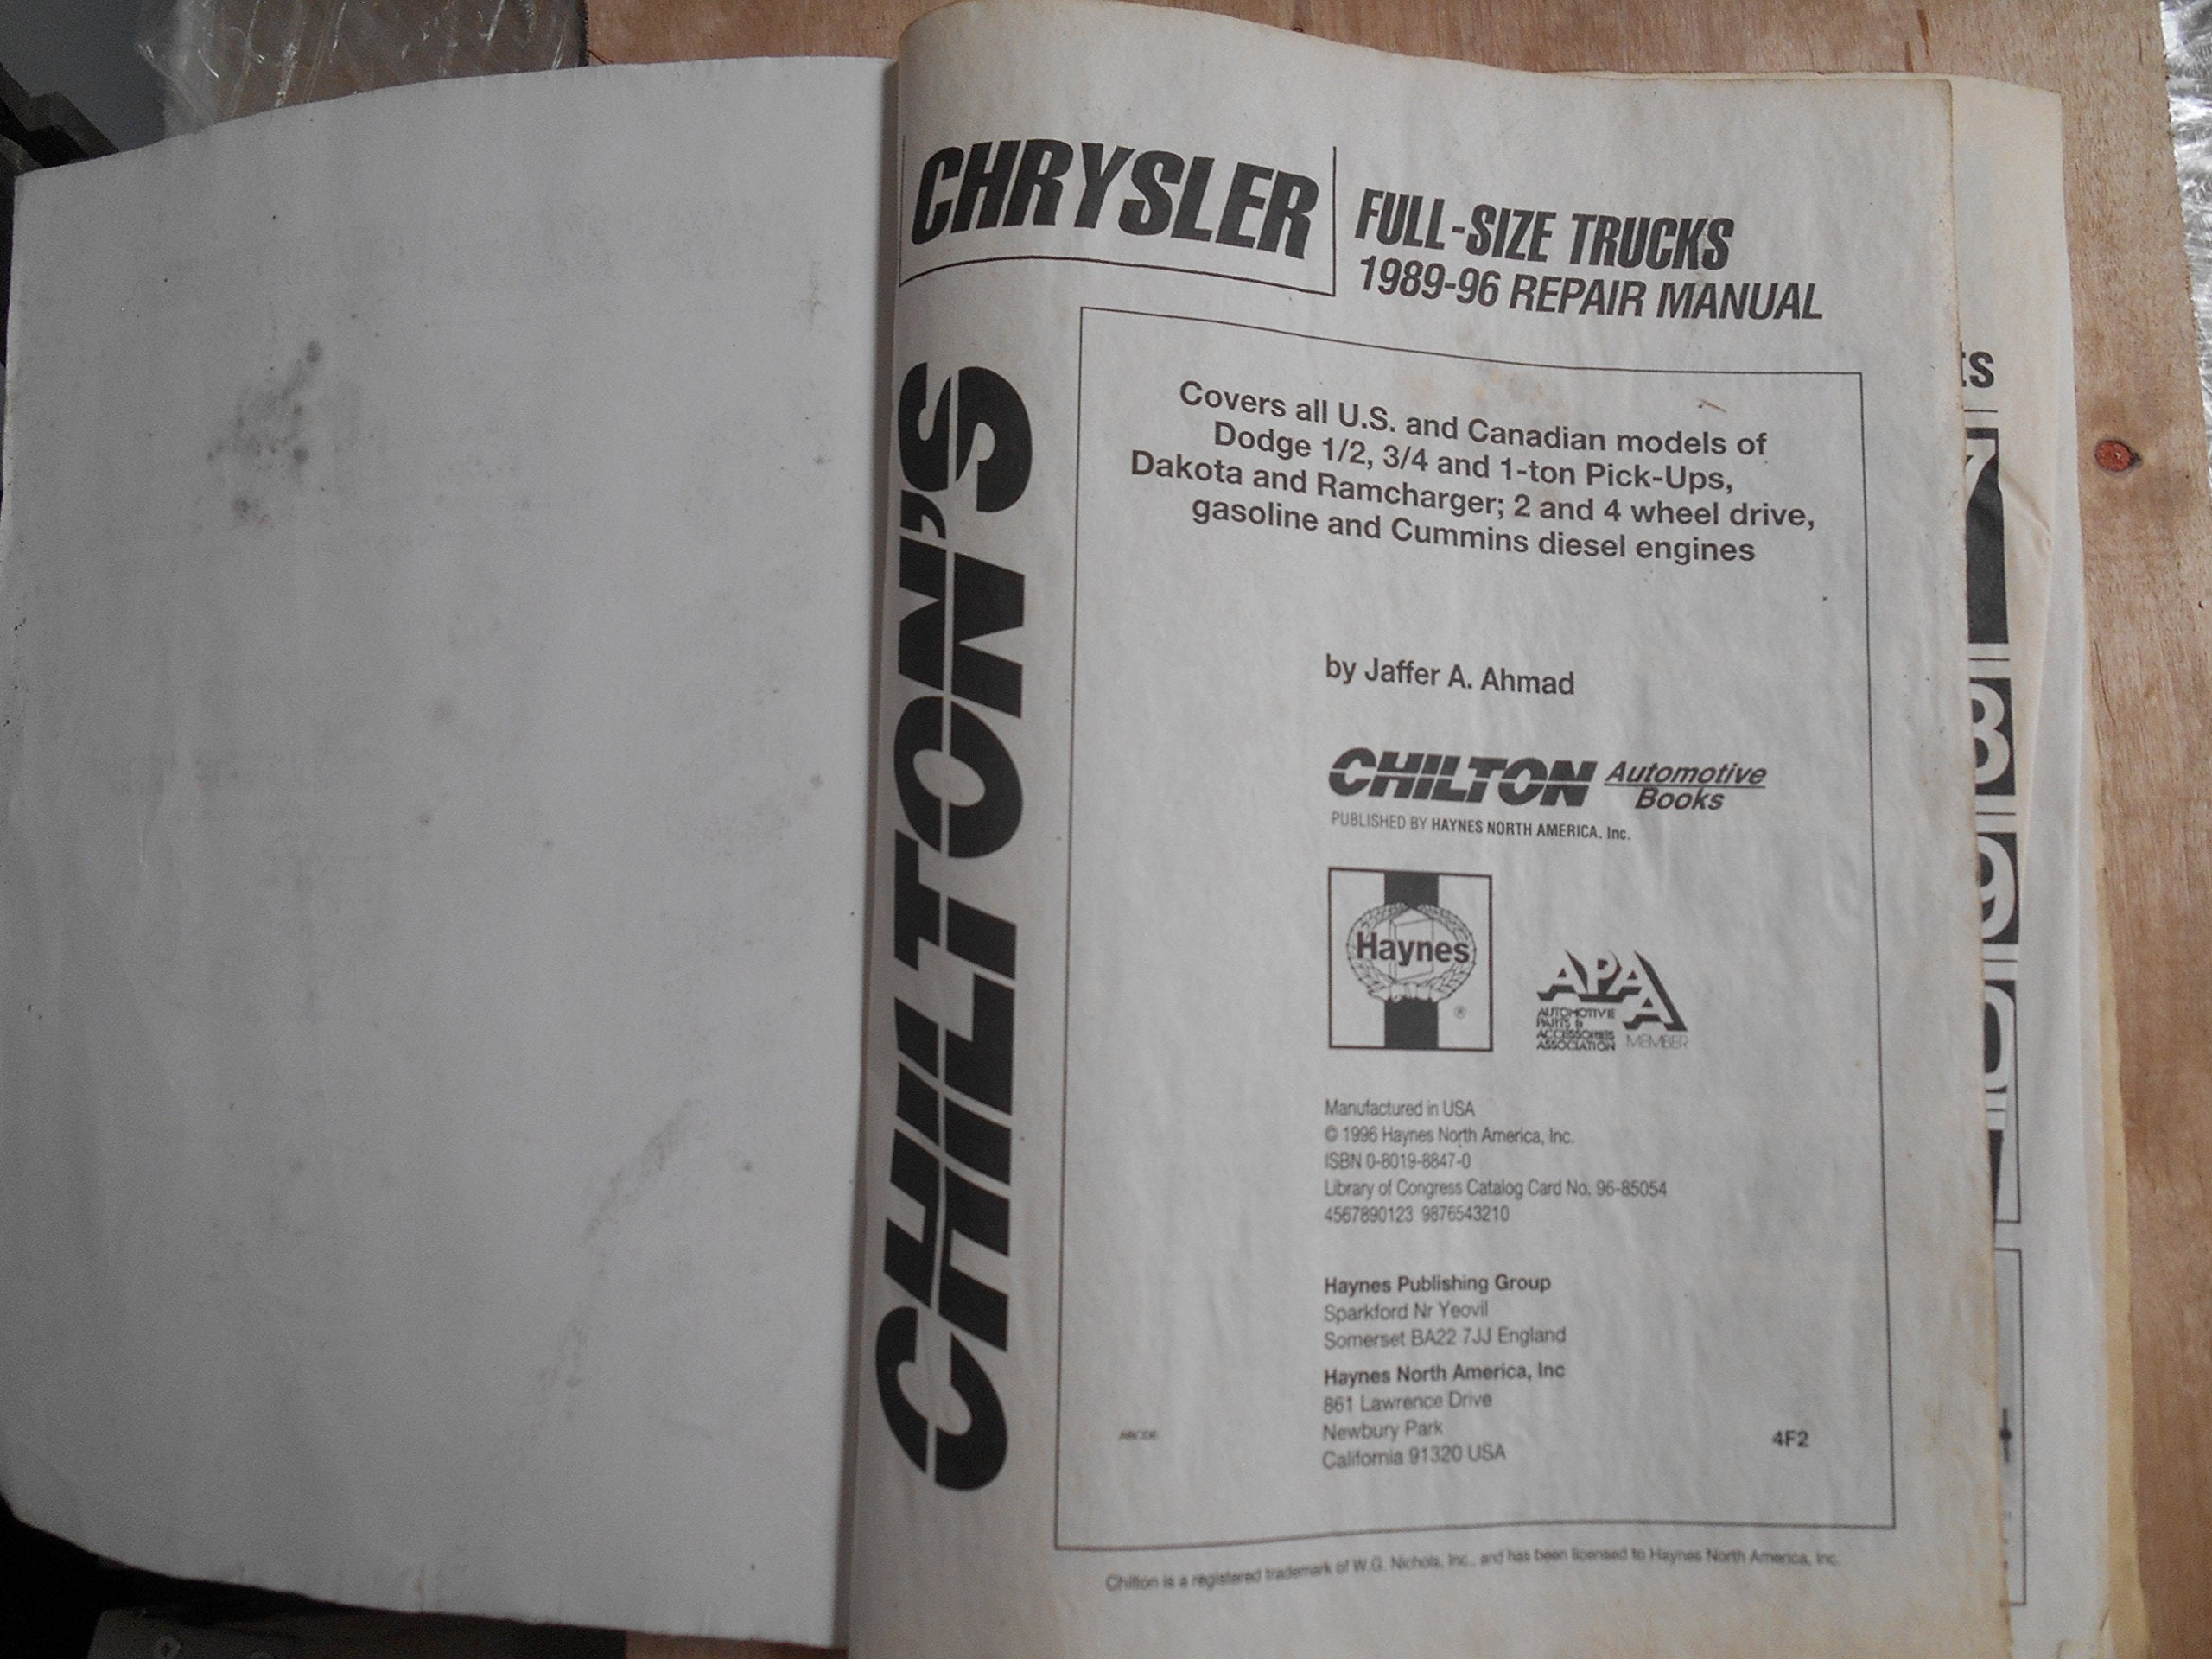 CHRYSLER
FULL-SIZE TRUCKS
1989-96 REPAIR MANUAL
CHILTON'S
Covers all U.S. and Canadian models of
Dodge 1/2, 3/4 and 1-ton Pick-Ups,
Dakota and Ramcharger; 2 and 4 wheel drive,
gasoline and Cummins diesel engines
by Jaffer A. Ahmad
CHILTON Automotive
Books
PUBLISHED BY HAYNES NORTH AMERICA, Inc.
Haynes
®
APAA
AUTOMOTIVE
PARTS &
ACCESSORIES
ASSOCIATION MEMBER
Manufactured in USA
© 1996 Haynes North America, Inc.
ISBN 0-8019-8847-0
Library of Congress Catalog Card No. 96-85054
4567890123 9876543210
Haynes Publishing Group
Sparkford Nr Yeovil
Somerset BA22 7JJ England
Haynes North America, Inc
861 Lawrence Drive
Newbury Park
California 91320 USA
ABCDE
4F2
Chilton is a registered trademark of W.G. Nichols, Inc., and has been licensed to Haynes North America, Inc.
ts
7
8
9